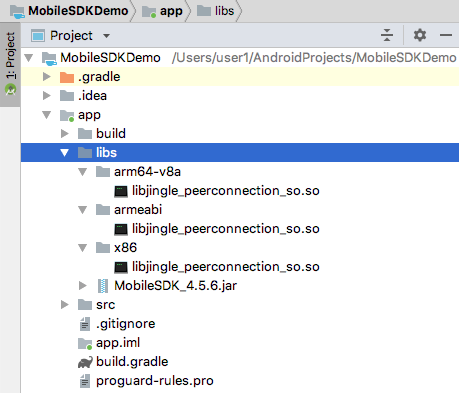 MobileSDKDemo app libs
1: Project
Project
MobileSDKDemo /Users/user1/AndroidProjects/MobileSDKDemo
.gradle
.idea
app
build
libs
arm64-v8a
libjingle_peerconnection_so.so
armeabi
libjingle_peerconnection_so.so
x86
libjingle_peerconnection_so.so
MobileSDK_4.5.6.jar
src
.gitignore
app.iml
build.gradle
proguard-rules.pro